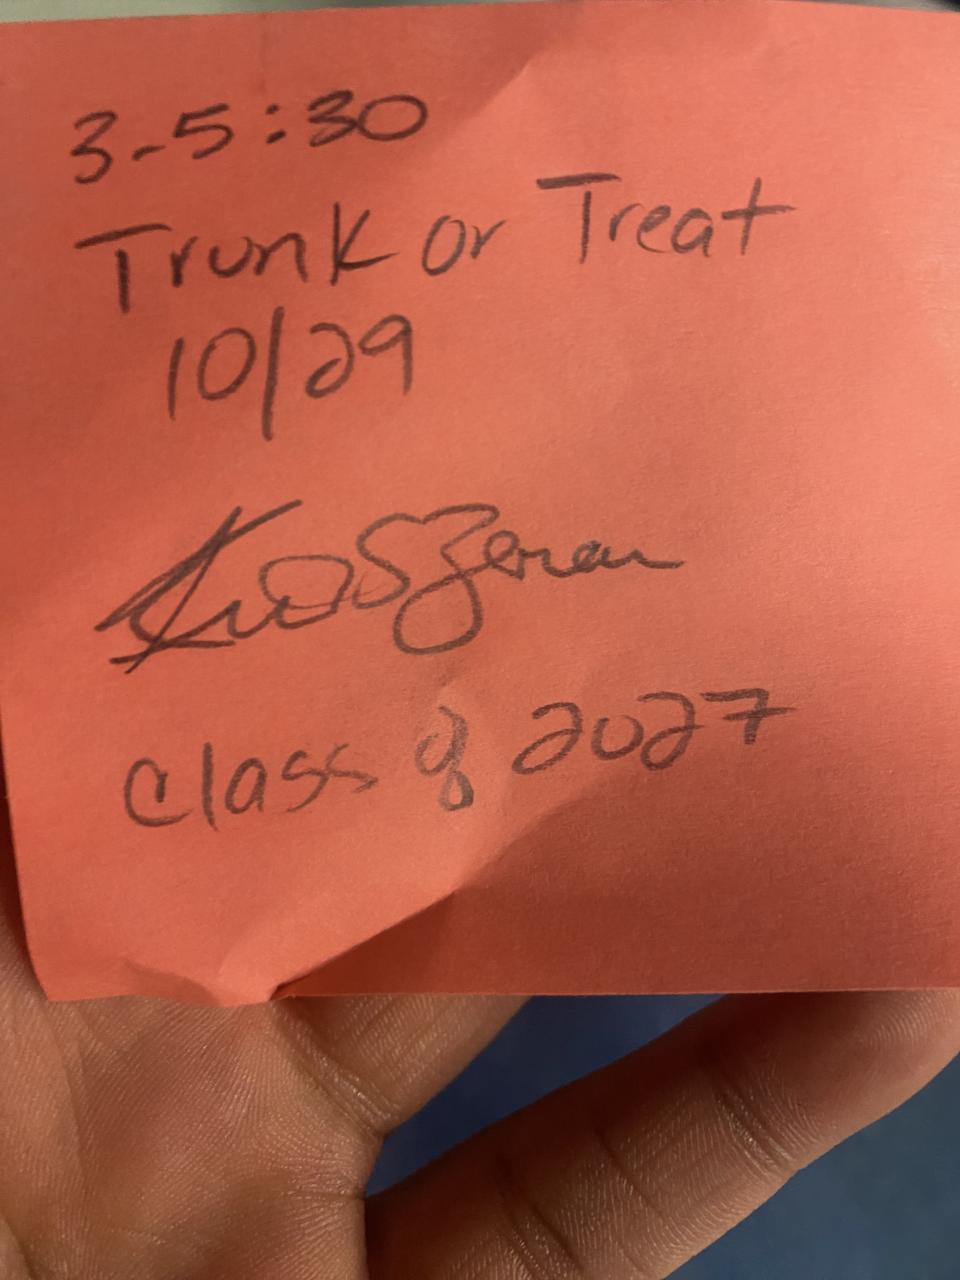 3-5:30
Trunk or Treat
10/29
Class of 2027